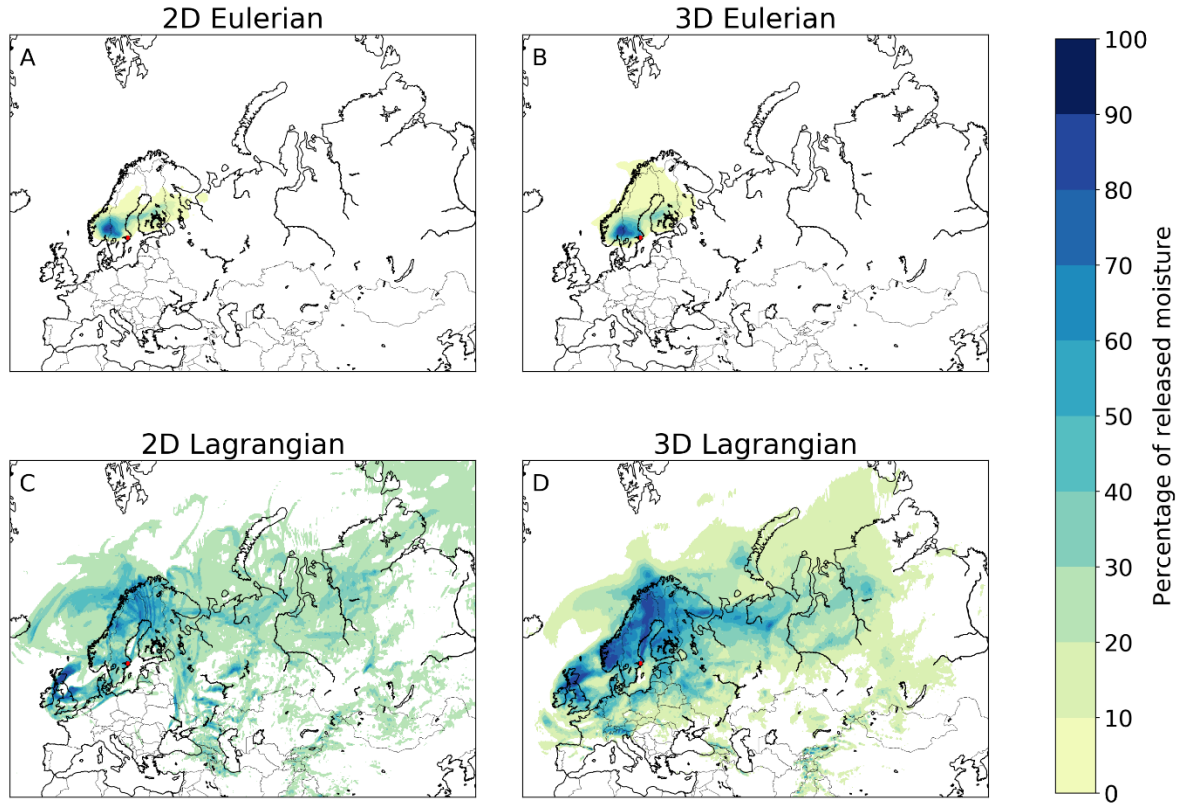 2D Eulerian
3D Eulerian
A
B
2D Lagrangian
3D Lagrangian
C
D
100
90
80
70
60
50
40
30
20
10
0
Percentage of released moisture